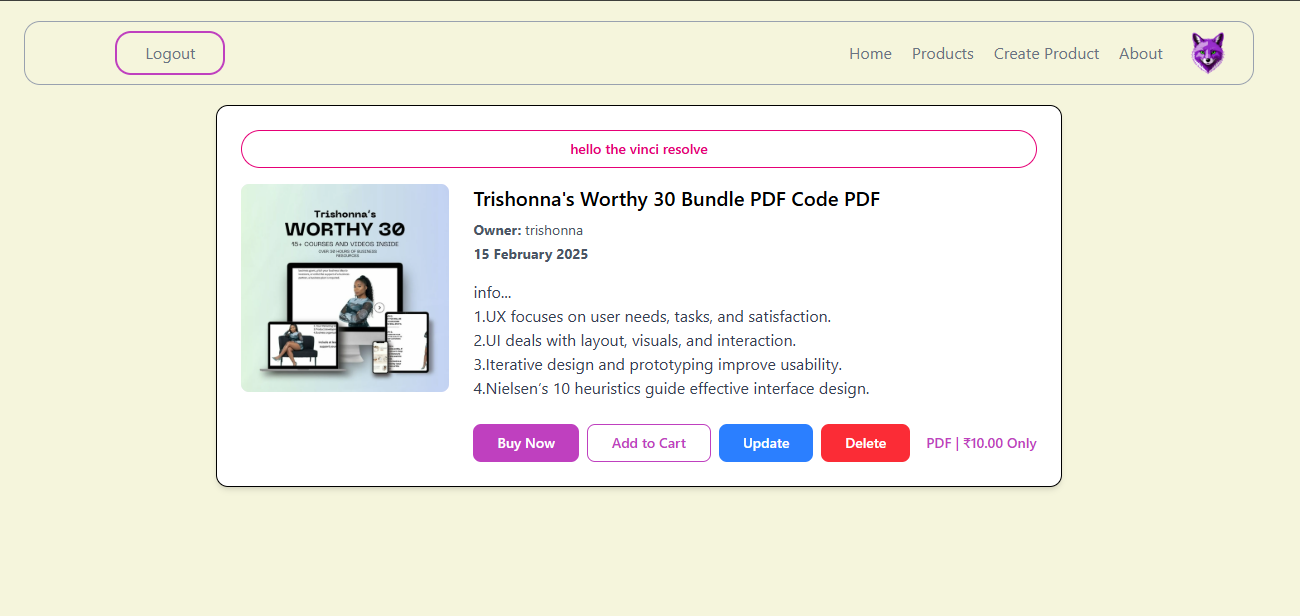 Logout
Home Products Create Product About
hello the vinci resolve
Trishonna's
WORTHY 30
15+ COURSES AND VIDEOS INSIDE
OVER 30 HOURS OF BUSINESS
RESOURCES
Trishonna's Worthy 30 Bundle PDF Code PDF
Owner: trishonna
15 February 2025
info...
1.UX focuses on user needs, tasks, and satisfaction.
2.UI deals with layout, visuals, and interaction.
3.Iterative design and prototyping improve usability.
4.Nielsen’s 10 heuristics guide effective interface design.
Buy Now Add to Cart Update Delete PDF | ₹10.00 Only